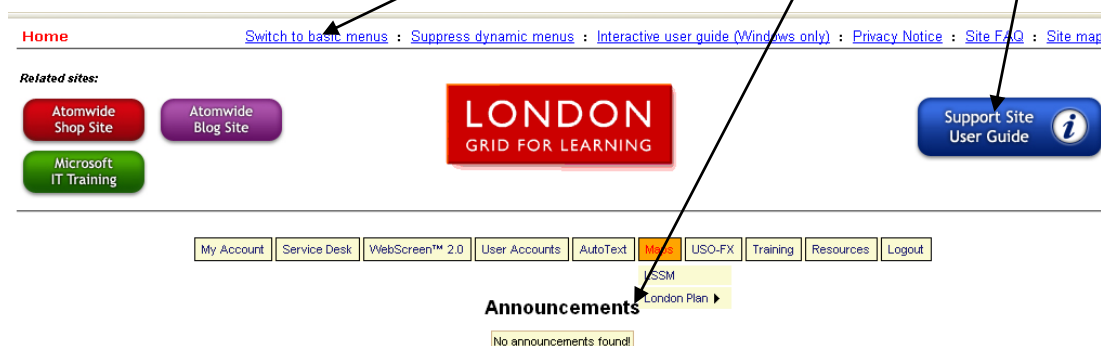 Home Switch to basic menus : Suppress dynamic menus : Interactive user guide (Windows only) : Privacy Notice : Site FAQ : Site map
Related sites:
Atomwide
Shop Site
Atomwide
Blog Site
Microsoft
IT Training
LONDON
GRID FOR LEARNING
Support Site
User Guide
i
My Account Service Desk WebScreen™ 2.0 User Accounts AutoText Maps USO-FX Training Resources Logout
LSSM
London Plan
Announcements
No announcements found!